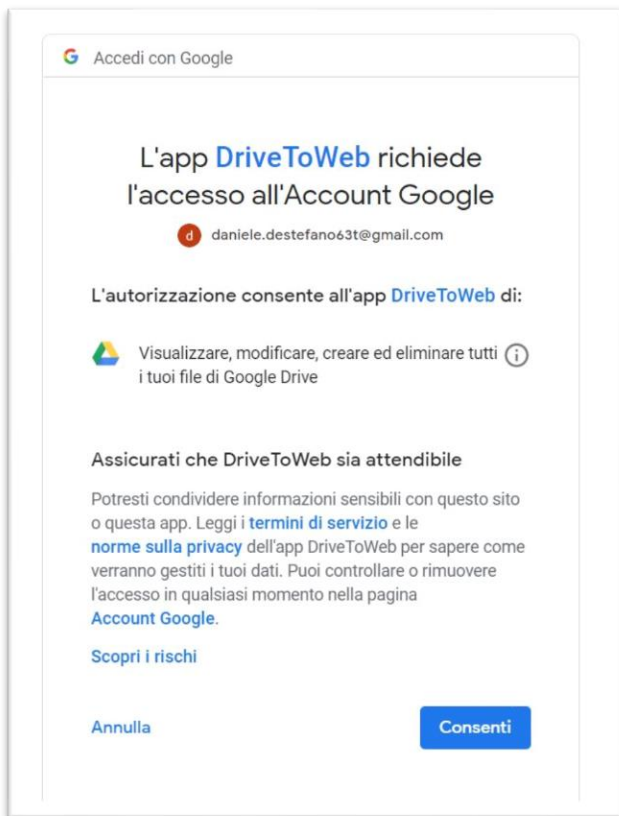 Accedi con Google
L'app DriveToWeb richiede
l'accesso all'Account Google
d daniele.destefano63t@gmail.com
L'autorizzazione consente all'app DriveToWeb di:
Visualizzare, modificare, creare ed eliminare tutti
i tuoi file di Google Drive
Assicurati che DriveToWeb sia attendibile
Potresti condividere informazioni sensibili con questo sito
o questa app. Leggi i termini di servizio e le
norme sulla privacy dell'app DriveToWeb per sapere come
verranno gestiti i tuoi dati. Puoi controllare o rimuovere
l'accesso in qualsiasi momento nella pagina
Account Google.
Scopri i rischi
Annulla
Consenti